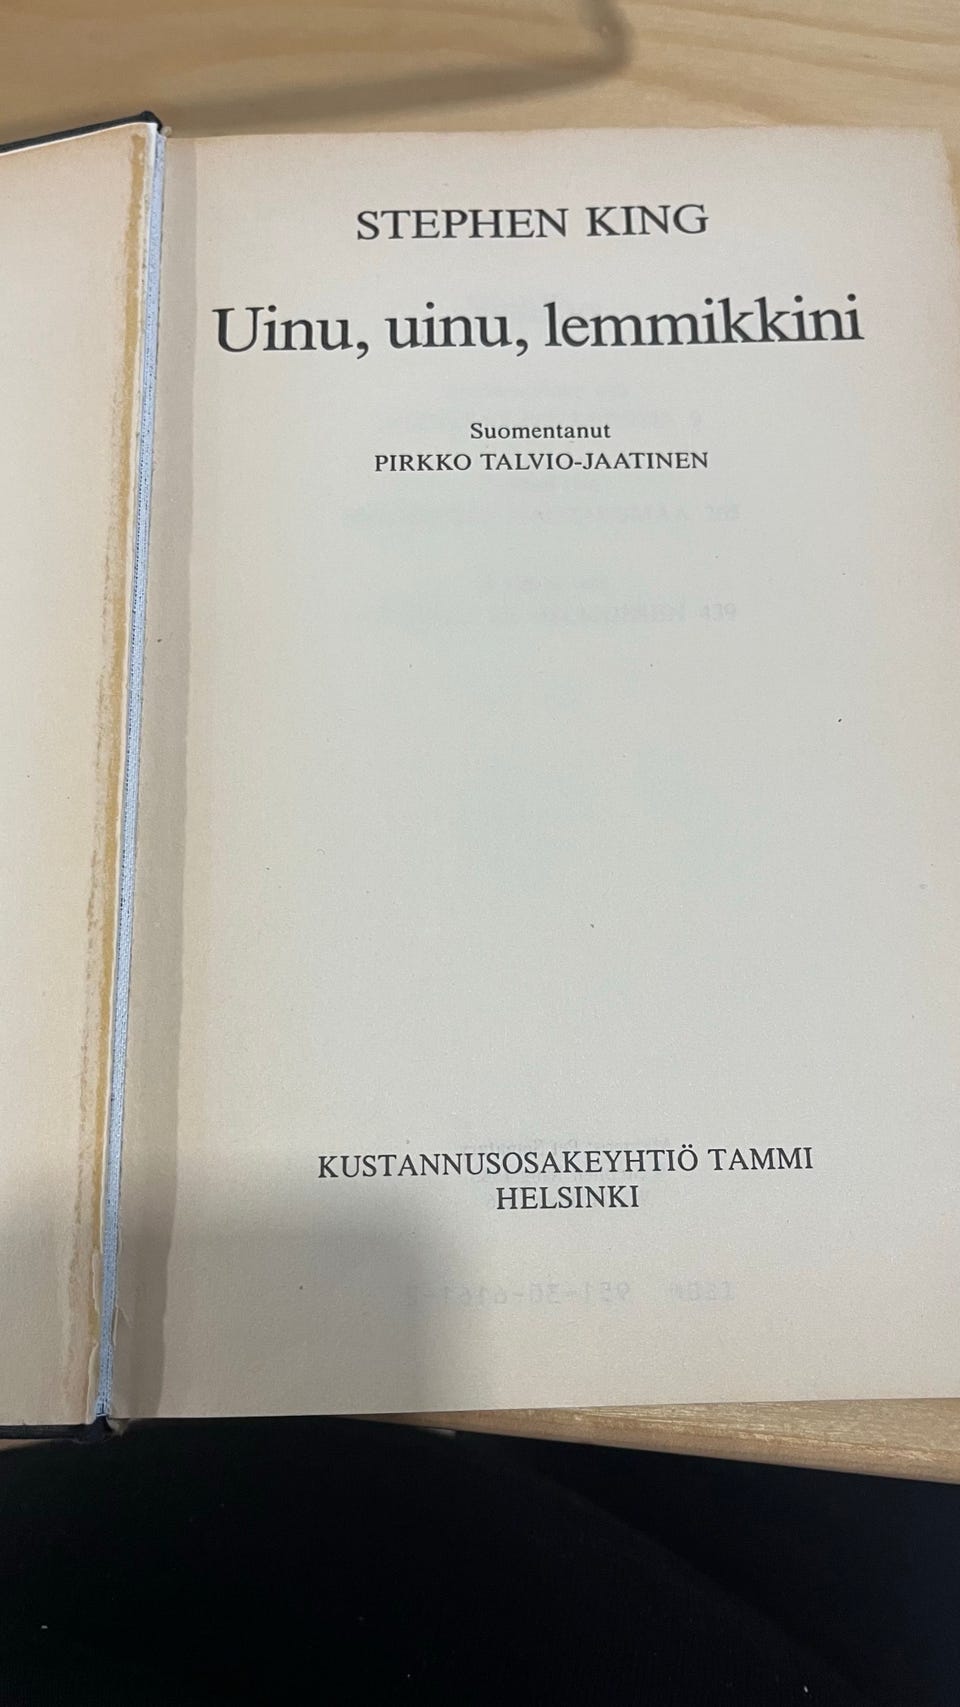 STEPHEN KING
Uinu, uinu, lemmikkini
Suomentanut
PIRKKO TALVIO-JAATINEN
KUSTANNUSOSAKEYHTIÖ TAMMI
HELSINKI